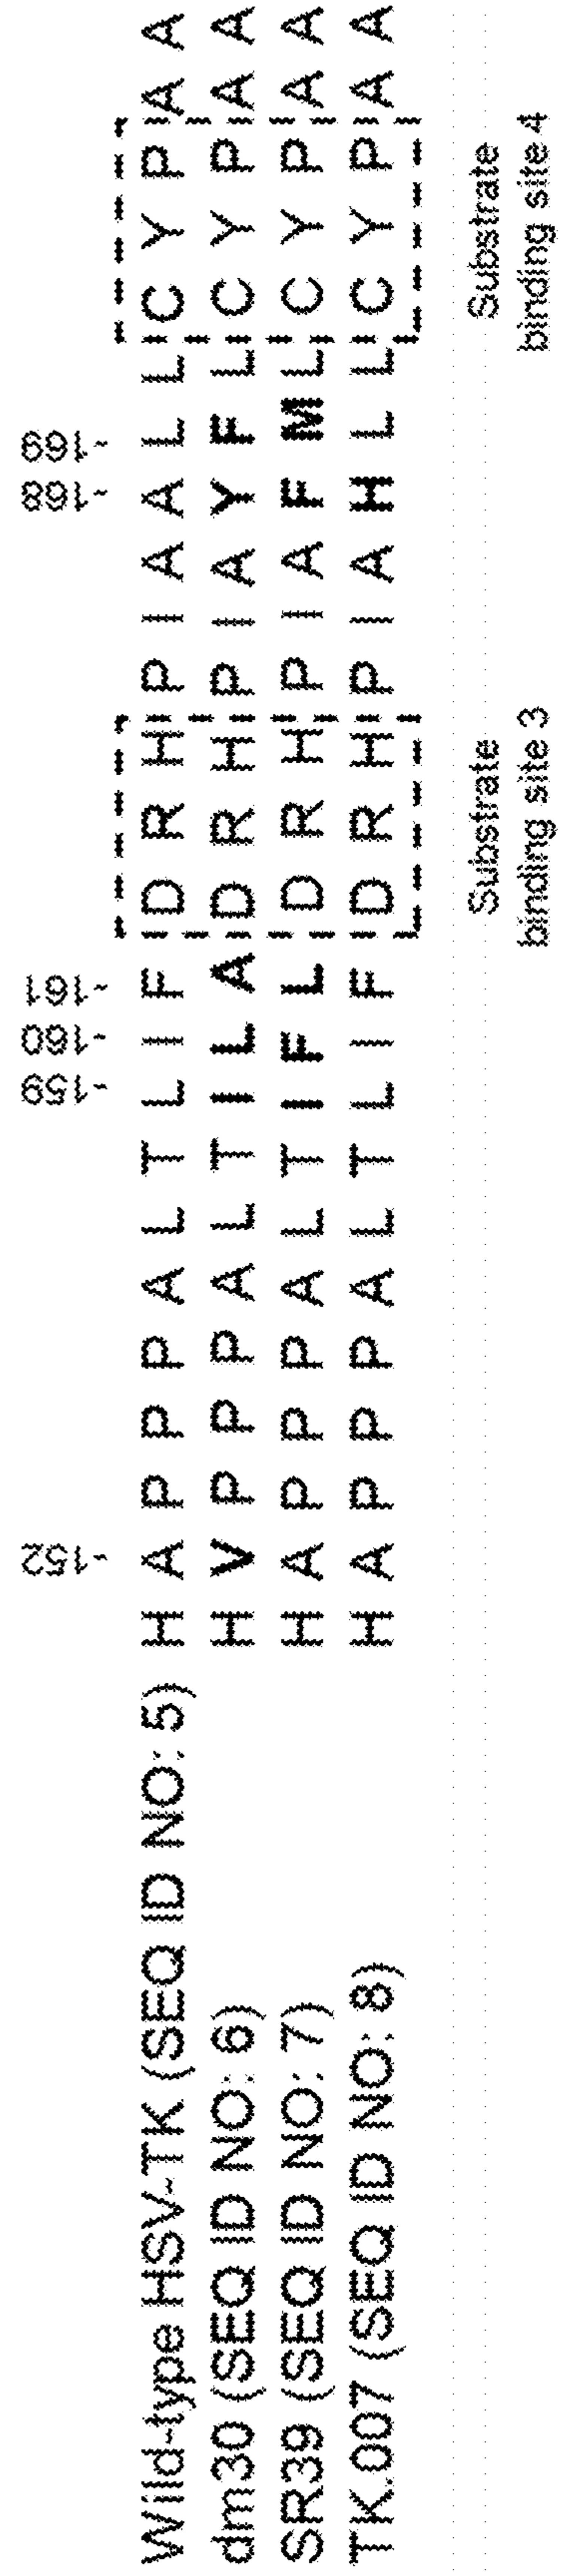 -152 -159 -160 -161 -168 -169
Wild-type HSV-TK (SEQ ID NO: 5) H A P P P A L T L I F D R H P I A A L L C Y P A A
dm30 (SEQ ID NO: 6) H V P P P A L T I L A D R H P I A Y F L C Y P A A
SR39 (SEQ ID NO: 7) H A P P P A L T I F L D R H P I A F M L C Y P A A
TK.007 (SEQ ID NO: 8) H A P P P A L T L I F D R H P I A H L L C Y P A A
Substrate
binding site 3
Substrate
binding site 4